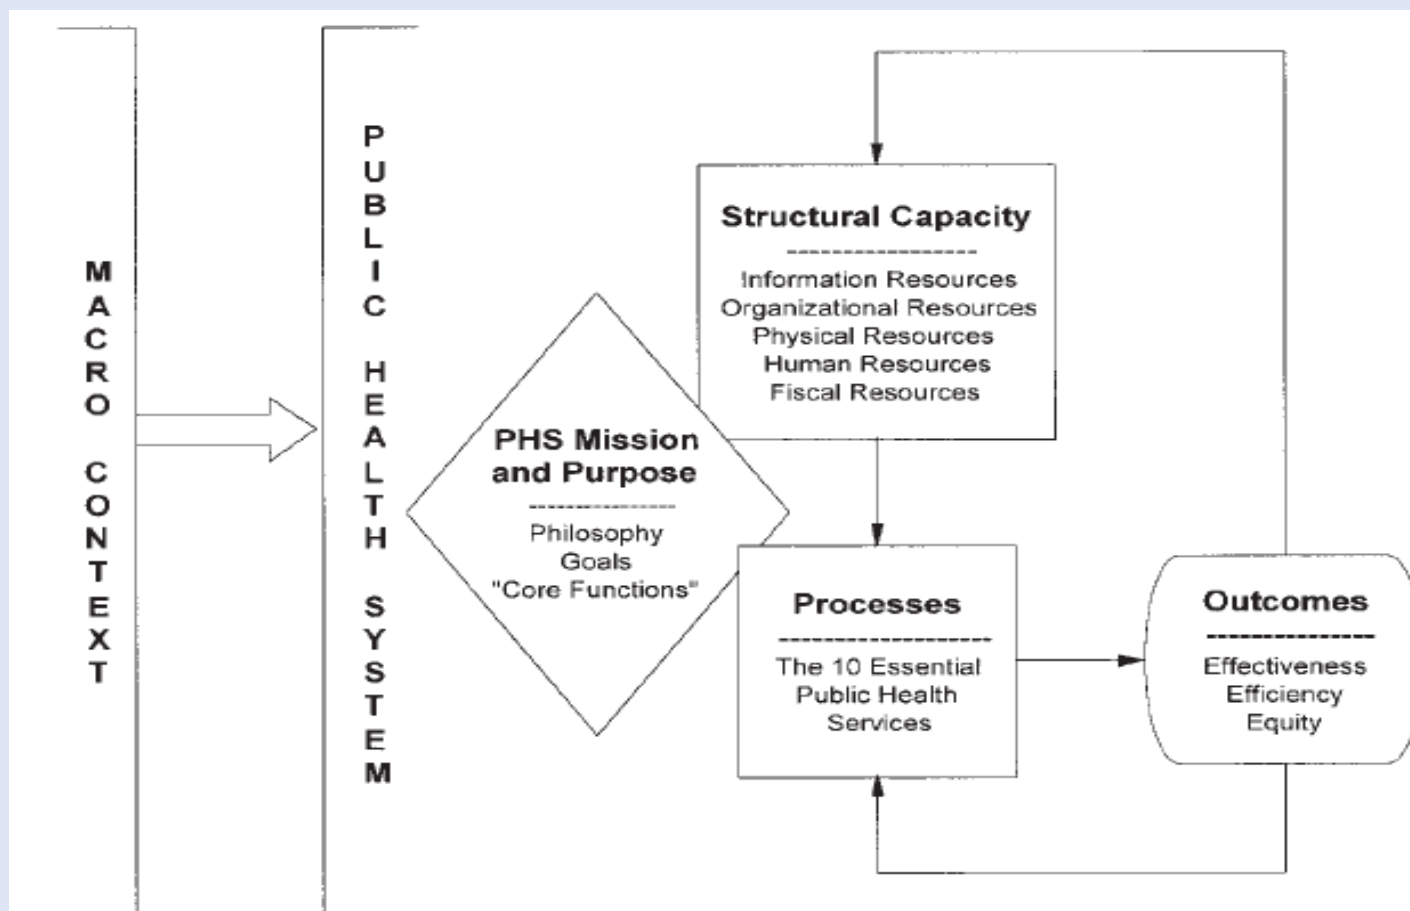 MACRO CONTEXT
PUBLIC HEALTH SYSTEM
PHS Mission
and Purpose
Philosophy
Goals
"Core Functions"
Structural Capacity
Information Resources
Organizational Resources
Physical Resources
Human Resources
Fiscal Resources
Processes
The 10 Essential
Public Health
Services
Outcomes
Effectiveness
Efficiency
Equity